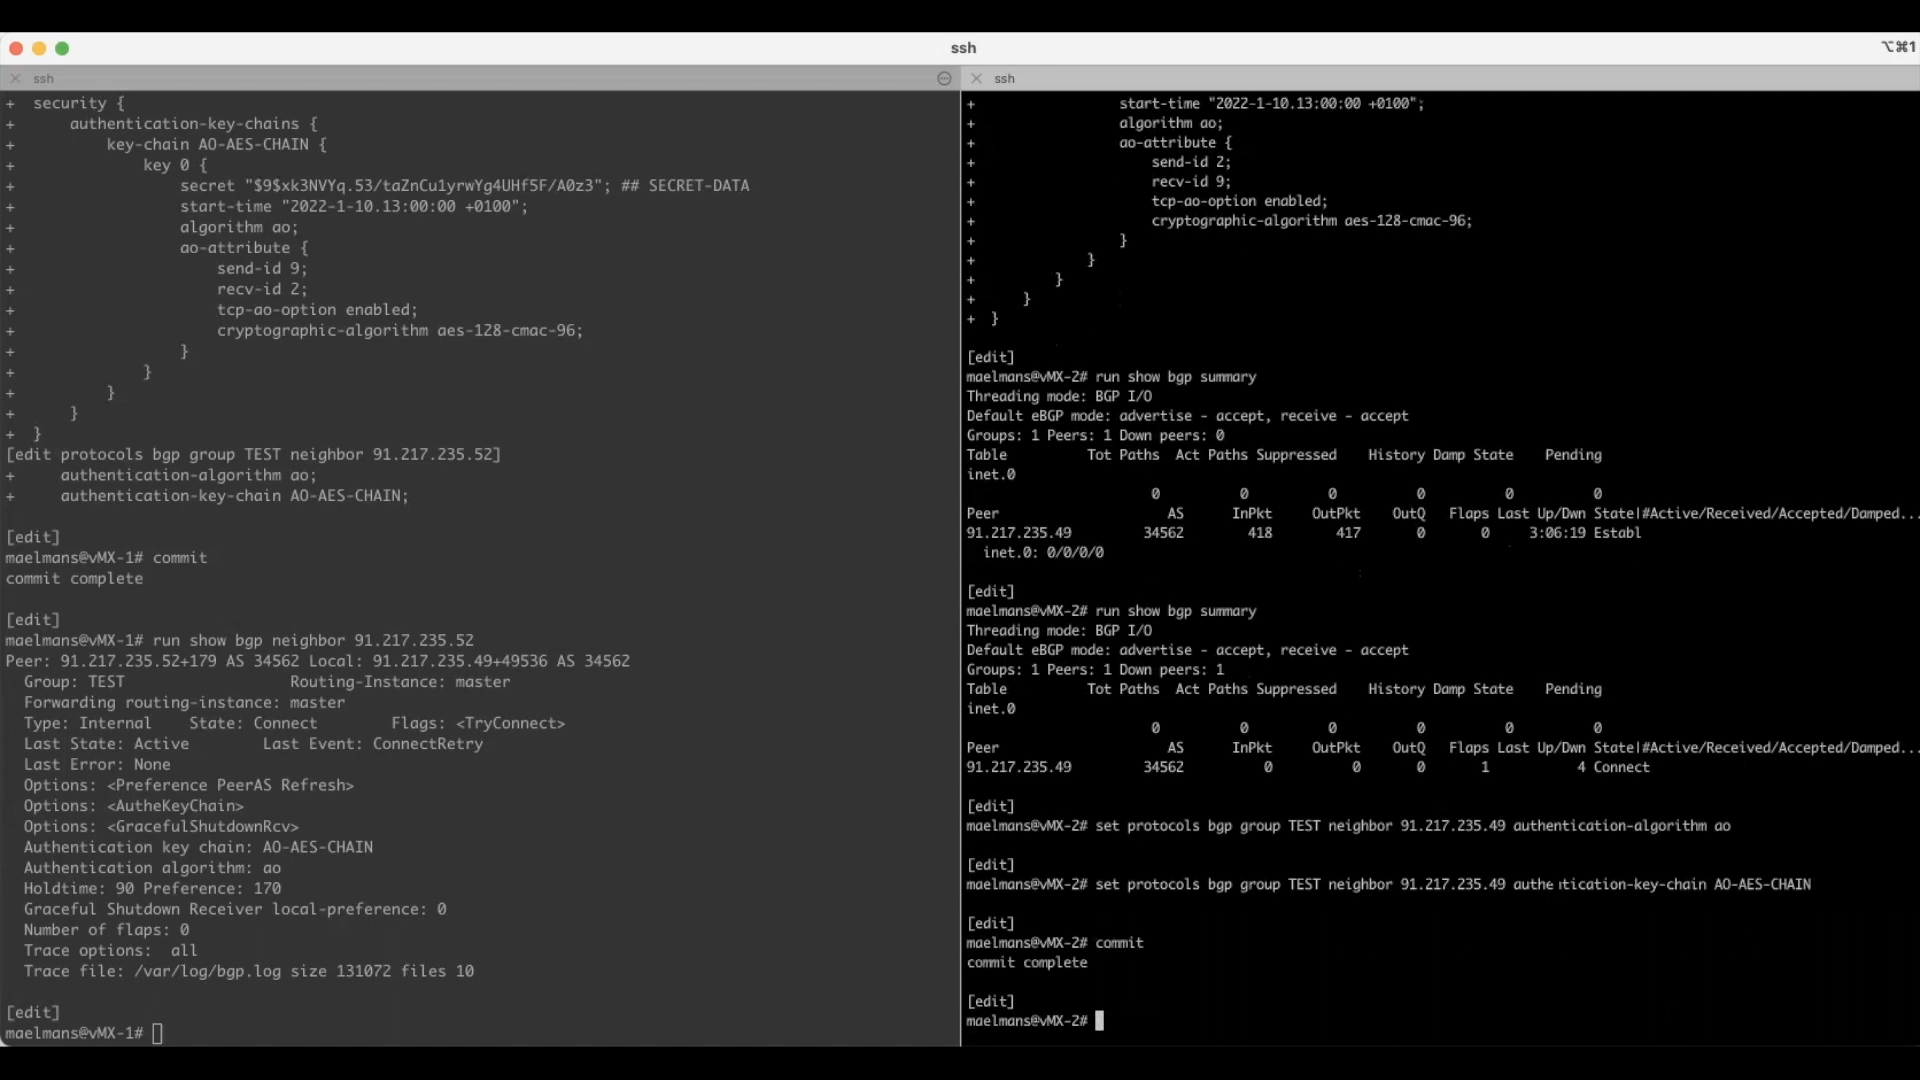 ssh
⌥⌘1
ssh
+  security {
+      authentication-key-chains {
+          key-chain AO-AES-CHAIN {
+              key 0 {
+                  secret "$9$xk3NVYq.53/taZnCu1yrwYg4UHf5F/A0z3"; ## SECRET-DATA
+                  start-time "2022-1-10.13:00:00 +0100";
+                  algorithm ao;
+                  ao-attribute {
+                      send-id 9;
+                      recv-id 2;
+                      tcp-ao-option enabled;
+                      cryptographic-algorithm aes-128-cmac-96;
+                  }
+              }
+          }
+      }
+  }
[edit protocols bgp group TEST neighbor 91.217.235.52]
+     authentication-algorithm ao;
+     authentication-key-chain AO-AES-CHAIN;
[edit]
maelmans@vMX-1# commit
commit complete
[edit]
maelmans@vMX-1# run show bgp neighbor 91.217.235.52
Peer: 91.217.235.52+179 AS 34562 Local: 91.217.235.49+49536 AS 34562
  Group: TEST                  Routing-Instance: master
  Forwarding routing-instance: master
  Type: Internal    State: Connect        Flags: <TryConnect>
  Last State: Active        Last Event: ConnectRetry
  Last Error: None
  Options: <Preference PeerAS Refresh>
  Options: <AutheKeyChain>
  Options: <GracefulShutdownRcv>
  Authentication key chain: AO-AES-CHAIN
  Authentication algorithm: ao
  Holdtime: 90 Preference: 170
  Graceful Shutdown Receiver local-preference: 0
  Number of flaps: 0
  Trace options:  all
  Trace file: /var/log/bgp.log size 131072 files 10
[edit]
maelmans@vMX-1#
ssh
+                  start-time "2022-1-10.13:00:00 +0100";
+                  algorithm ao;
+                  ao-attribute {
+                      send-id 2;
+                      recv-id 9;
+                      tcp-ao-option enabled;
+                      cryptographic-algorithm aes-128-cmac-96;
+                  }
+              }
+          }
+      }
+  }
[edit]
maelmans@vMX-2# run show bgp summary
Threading mode: BGP I/O
Default eBGP mode: advertise - accept, receive - accept
Groups: 1 Peers: 1 Down peers: 0
Table          Tot Paths  Act Paths Suppressed    History Damp State    Pending
inet.0
                       0          0          0          0          0          0
Peer                     AS      InPkt     OutPkt    OutQ   Flaps Last Up/Dwn State|#Active/Received/Accepted/Damped...
91.217.235.49         34562        418        417       0       0     3:06:19 Establ
  inet.0: 0/0/0/0
[edit]
maelmans@vMX-2# run show bgp summary
Threading mode: BGP I/O
Default eBGP mode: advertise - accept, receive - accept
Groups: 1 Peers: 1 Down peers: 1
Table          Tot Paths  Act Paths Suppressed    History Damp State    Pending
inet.0
                       0          0          0          0          0          0
Peer                     AS      InPkt     OutPkt    OutQ   Flaps Last Up/Dwn State|#Active/Received/Accepted/Damped...
91.217.235.49         34562          0          0       0       1           4 Connect
[edit]
maelmans@vMX-2# set protocols bgp group TEST neighbor 91.217.235.49 authentication-algorithm ao
[edit]
maelmans@vMX-2# set protocols bgp group TEST neighbor 91.217.235.49 authentication-key-chain AO-AES-CHAIN
[edit]
maelmans@vMX-2# commit
commit complete
[edit]
maelmans@vMX-2#